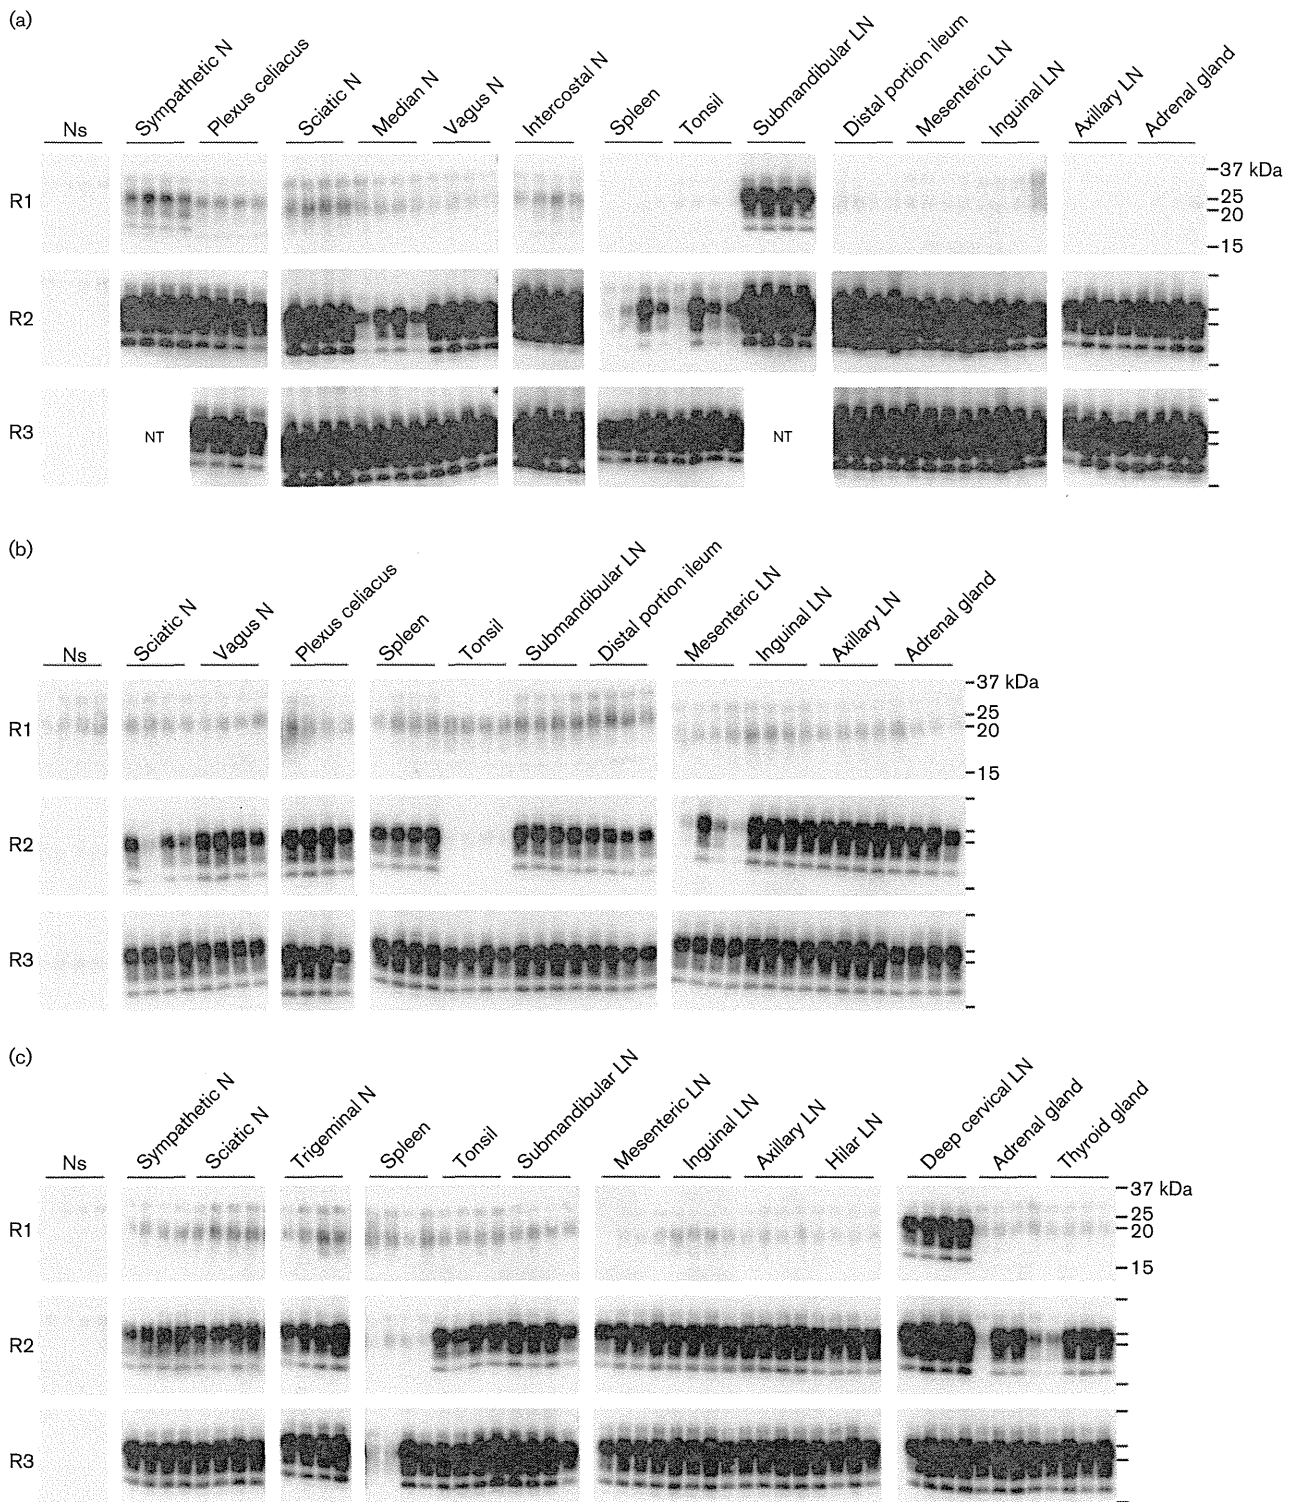 (a)
Ns
Sympathetic N
Plexus celiacus
Sciatic N
Median N
Vagus N
Intercostal N
Spleen
Tonsil
Submandibular LN
Distal portion ileum
Mesenteric LN
Inguinal LN
Axillary LN
Adrenal gland
R1
37 kDa
25
20
15
R2
R3
NT
NT
(b)
Ns
Sciatic N
Vagus N
Plexus celiacus
Spleen
Tonsil
Submandibular LN
Distal portion ileum
Mesenteric LN
Inguinal LN
Axillary LN
Adrenal gland
R1
37 kDa
25
20
15
R2
R3
(c)
Ns
Sympathetic N
Sciatic N
Trigeminal N
Spleen
Tonsil
Submandibular LN
Mesenteric LN
Inguinal LN
Axillary LN
Hilar LN
Deep cervical LN
Adrenal gland
Thyroid gland
R1
37 kDa
25
20
15
R2
R3